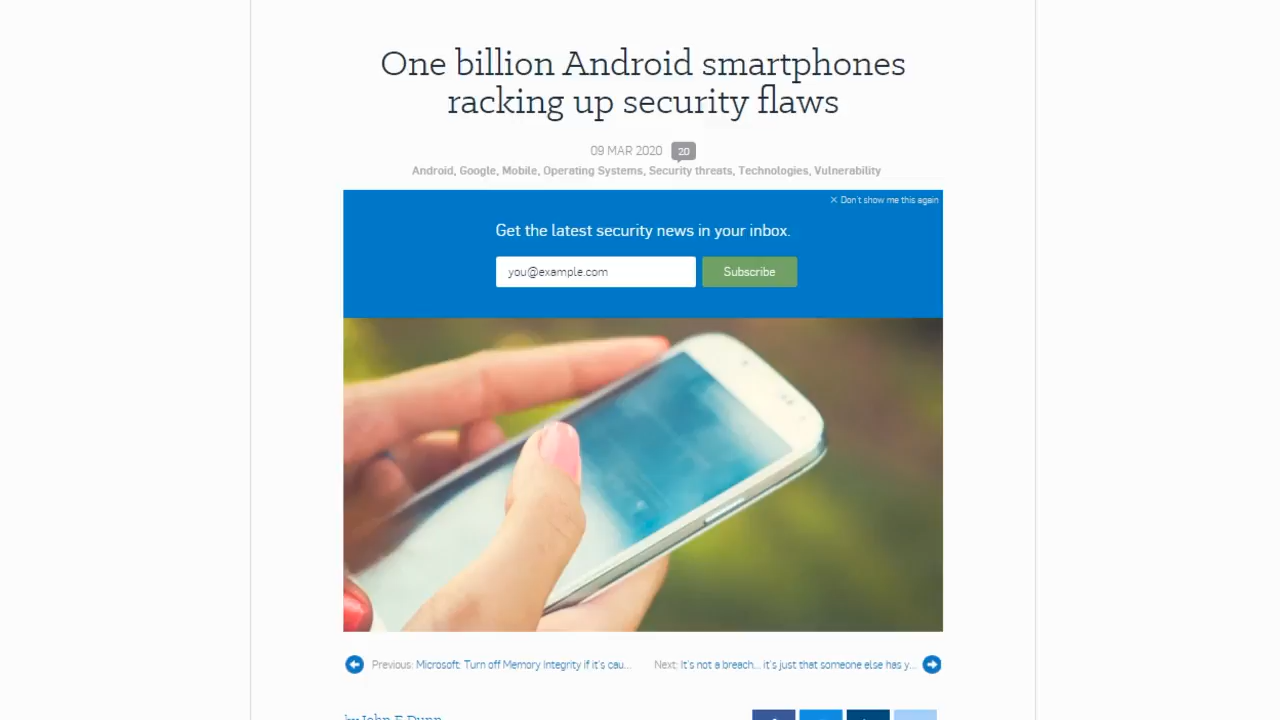 One billion Android smartphones
racking up security flaws
09 MAR 2020 20
Android, Google, Mobile, Operating Systems, Security threats, Technologies, Vulnerability
× Don't show me this again
Get the latest security news in your inbox.
you@example.com Subscribe
Previous: Microsoft: Turn off Memory Integrity if it's cau... Next: It's not a breach... it's just that someone else has y...
by John E Dunn